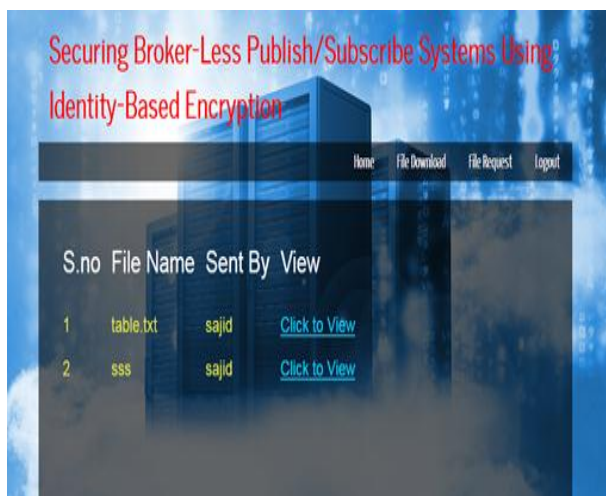 Securing Broker-Less Publish/Subscribe Systems Using
Identity-Based Encryption
Home File Download File Request Logout
S.no File Name Sent By View
1 table.txt sajid Click to View
2 sss sajid Click to View